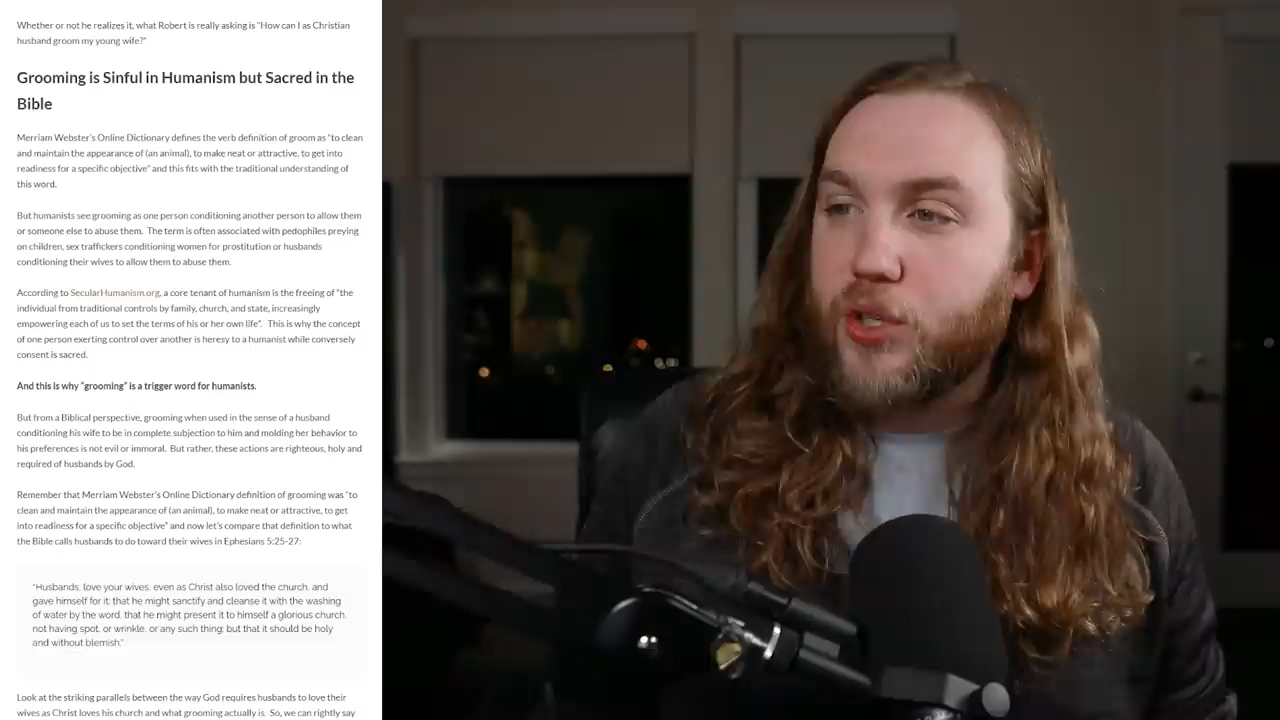 Whether or not he realizes it, what Robert is really asking is "How can I as Christian
husband groom my young wife?"
Grooming is Sinful in Humanism but Sacred in the
Bible
Merriam Webster's Online Dictionary defines the verb definition of groom as "to clean
and maintain the appearance of (an animal), to make neat or attractive, to get into
readiness for a specific objective" and this fits with the traditional understanding of
this word.
But humanists see grooming as one person conditioning another person to allow them
or someone else to abuse them. The term is often associated with pedophiles preying
on children, sex traffickers conditioning women for prostitution or husbands
conditioning their wives to allow them to abuse them.
According to SecularHumanism.org, a core tenant of humanism is the freeing of "the
individual from traditional controls by family, church, and state, increasingly
empowering each of us to set the terms of his or her own life". This is why the concept
of one person exerting control over another is heresy to a humanist while conversely
consent is sacred.
And this is why "grooming" is a trigger word for humanists.
But from a Biblical perspective, grooming when used in the sense of a husband
conditioning his wife to be in complete subjection to him and molding her behavior to
his preferences is not evil or immoral. But rather, these actions are righteous, holy and
required of husbands by God.
Remember that Merriam Webster's Online Dictionary definition of grooming was "to
clean and maintain the appearance of (an animal), to make neat or attractive, to get
into readiness for a specific objective" and now let's compare that definition to what
the Bible calls husbands to do toward their wives in Ephesians 5:25-27:
"Husbands, love your wives, even as Christ also loved the church, and
gave himself for it; that he might sanctify and cleanse it with the washing
of water by the word, that he might present it to himself a glorious church,
not having spot, or wrinkle, or any such thing; but that it should be holy
and without blemish."
Look at the striking parallels between the way God requires husbands to love their
wives as Christ loves his church and what grooming actually is. So, we can rightly say